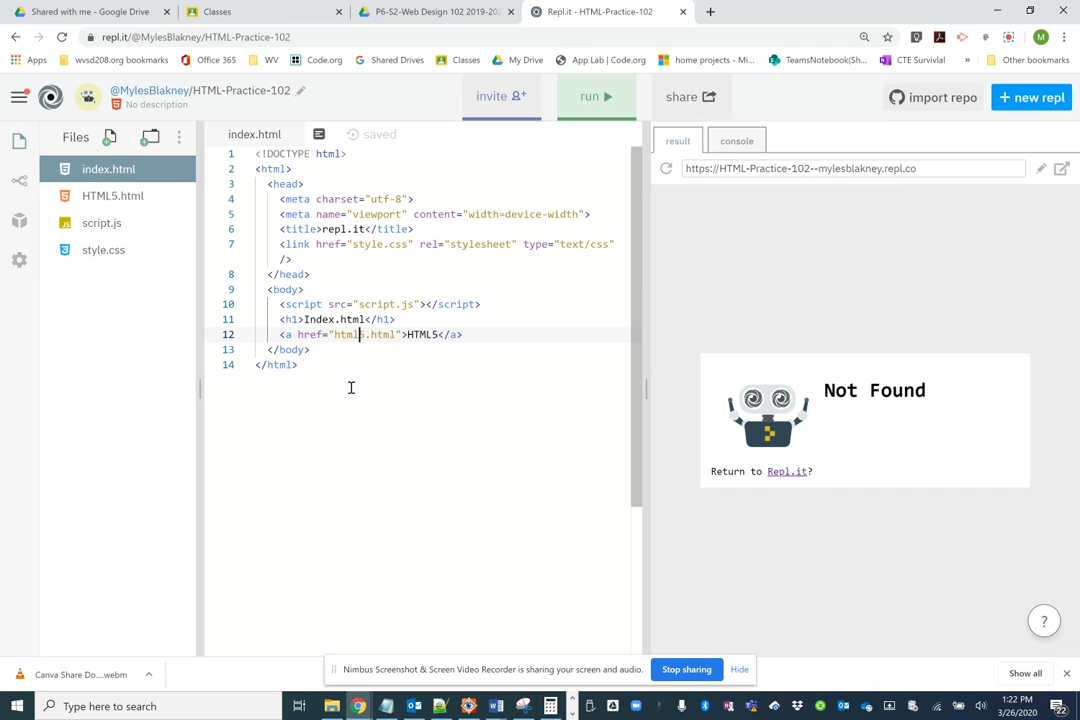 Shared with me - Google Drive
Classes
P6-S2-Web Design 102 2019-202
Repl.it - HTML-Practice-102
repl.it/@MylesBlakney/HTML-Practice-102
M
Apps
wvsd208.org bookmarks
Office 365
WV
Code.org
Shared Drives
Classes
My Drive
App Lab | Code.org
home projects - Mi...
TeamsNotebook(Sh...
CTE Survivlal
»
Other bookmarks
@MylesBlakney/HTML-Practice-102
No description
invite
run
share
import repo
+ new repl
Files
index.html
HTML5.html
script.js
style.css
index.html
saved
1 <!DOCTYPE html>
2 <html>
3 <head>
4 <meta charset="utf-8">
5 <meta name="viewport" content="width=device-width">
6 <title>repl.it</title>
7 <link href="style.css" rel="stylesheet" type="text/css"
/>
8 </head>
9 <body>
10 <script src="script.js"></script>
11 <h1>Index.html</h1>
12 <a href="html5.html">HTML5</a>
13 </body>
14 </html>
result
console
https://HTML-Practice-102--mylesblakney.repl.co
Not Found
Return to Repl.it?
?
Nimbus Screenshot & Screen Video Recorder is sharing your screen and audio.
Stop sharing
Hide
Canva Share Do....webm
Show all
Type here to search
1:22 PM
3/26/2020
22